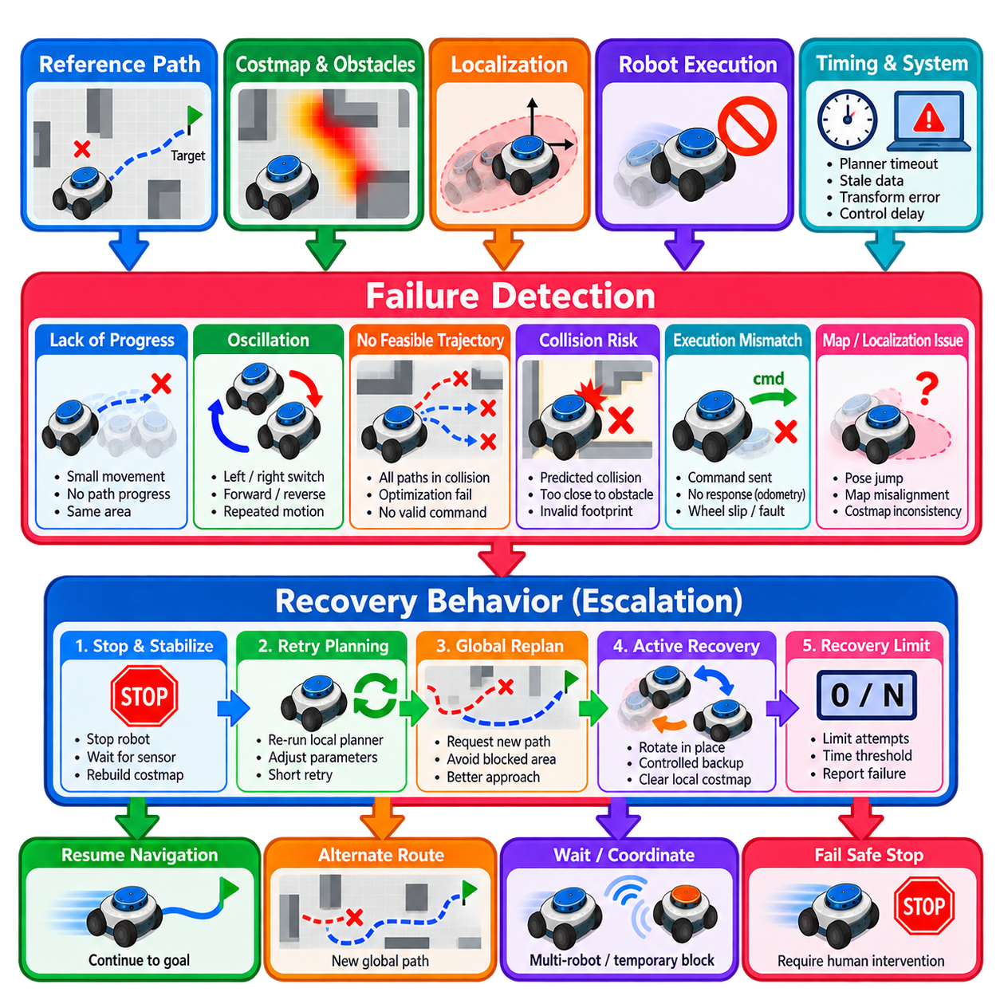 Reference Path
Costmap & Obstacles
Localization
Robot Execution
Timing & System
Target
• Planner timeout
• Stale data
• Transform error
• Control delay
Failure Detection
Lack of Progress
• Small movement
• No path progress
• Same area
Oscillation
• Left / right switch
• Forward / reverse
• Repeated motion
No Feasible Trajectory
• All paths in collision
• Optimization fail
• No valid command
Collision Risk
• Predicted collision
• Too close to obstacle
• Invalid footprint
Execution Mismatch
cmd
• Command sent
• No response (odometry)
• Wheel slip / fault
Map / Localization Issue
?
• Pose jump
• Map misalignment
• Costmap inconsistency
Recovery Behavior (Escalation)
1. Stop & Stabilize
STOP
• Stop robot
• Wait for sensor
• Rebuild costmap
2. Retry Planning
• Re-run local planner
• Adjust parameters
• Short retry
3. Global Replan
• Request new path
• Avoid blocked area
• Better approach
4. Active Recovery
• Rotate in place
• Controlled backup
• Clear local costmap
5. Recovery Limit
0 / N
• Limit attempts
• Time threshold
• Report failure
Resume Navigation
Continue to goal
Alternate Route
New global path
Wait / Coordinate
Multi-robot / temporary block
Fail Safe Stop
STOP
Require human intervention